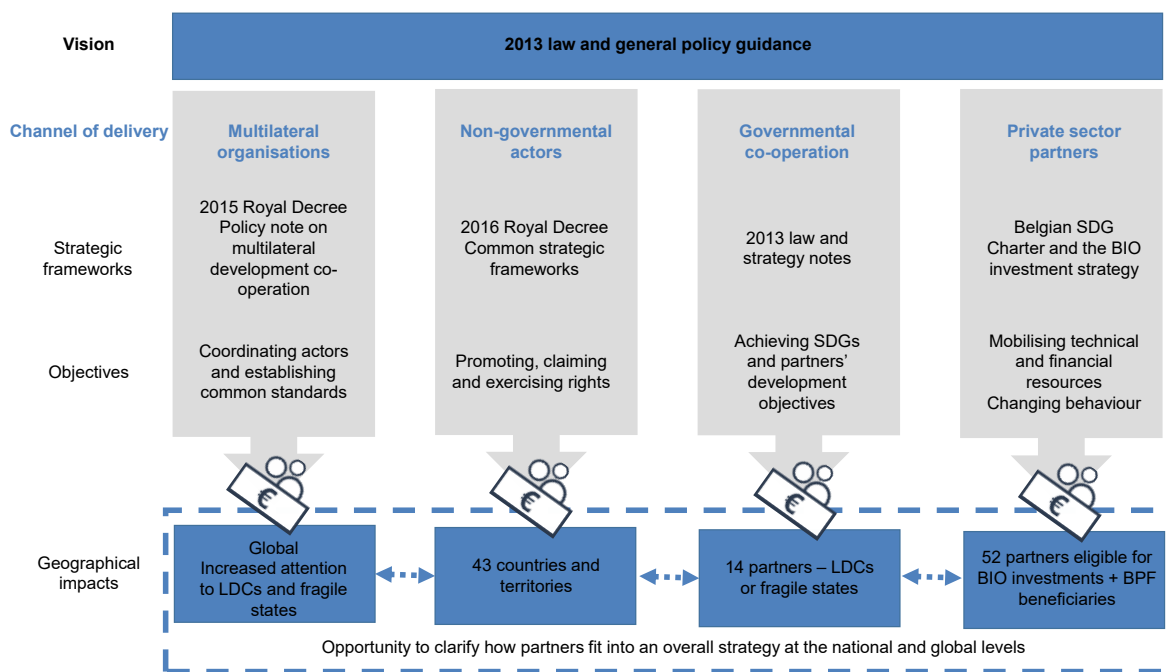 Vision
2013 law and general policy guidance
Channel of delivery
Multilateral
organisations
Non-governmental
actors
Governmental
co-operation
Private sector
partners
Strategic
frameworks
2015 Royal Decree
Policy note on
multilateral
development co-
operation
2016 Royal Decree
Common strategic
frameworks
2013 law and
strategy notes
Belgian SDG
Charter and the BIO
investment strategy
Objectives
Coordinating actors
and establishing
common standards
Promoting, claiming
and exercising rights
Achieving SDGs
and partners’
development
objectives
Mobilising technical
and financial
resources
Changing behaviour
€
€
€
€
Geographical
impacts
Global
Increased attention
to LDCs and fragile
states
43 countries and
territories
14 partners – LDCs
or fragile states
52 partners eligible for
BIO investments + BPF
beneficiaries
Opportunity to clarify how partners fit into an overall strategy at the national and global levels